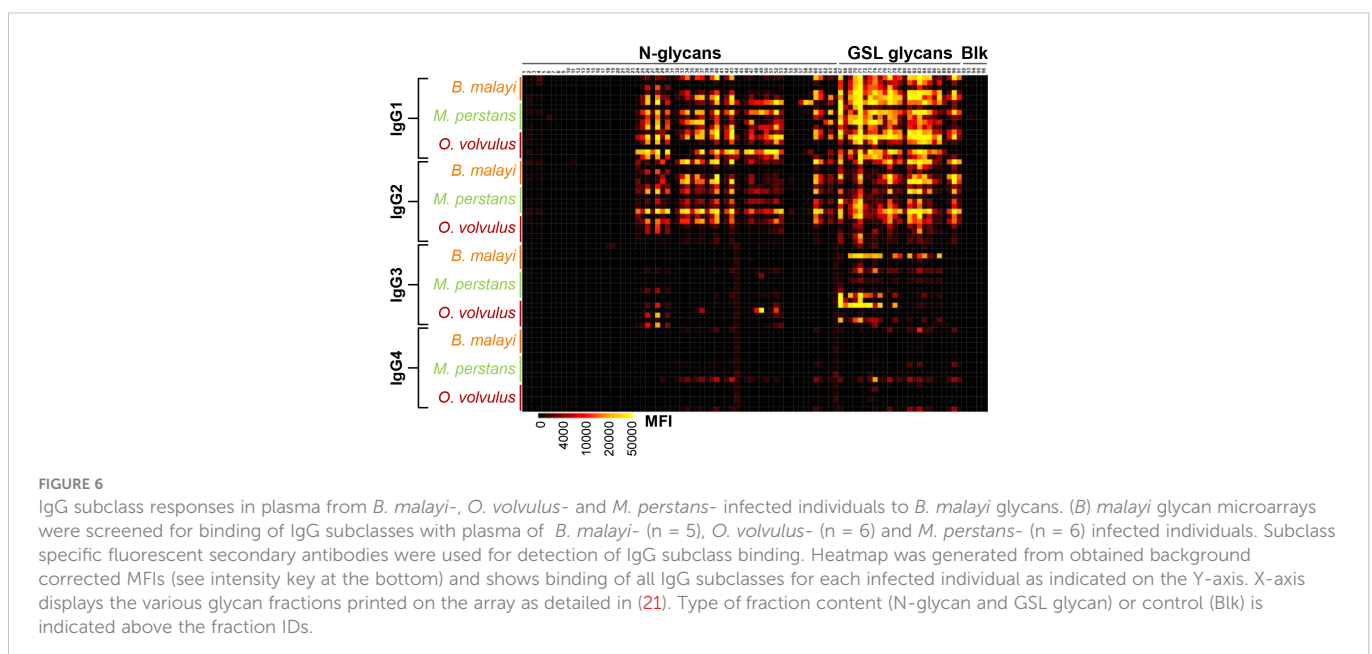 N-glycans GSL glycans Blk
IgG1
B. malayi
M. perstans
O. volvulus
IgG2
B. malayi
M. perstans
O. volvulus
IgG3
B. malayi
M. perstans
O. volvulus
IgG4
B. malayi
M. perstans
O. volvulus
MFI
0 4000 10000 20000 50000
FIGURE 6
IgG subclass responses in plasma from B. malayi-, O. volvulus- and M. perstans- infected individuals to B. malayi glycans. (B) malayi glycan microarrays
were screened for binding of IgG subclasses with plasma of B. malayi- (n = 5), O. volvulus- (n = 6) and M. perstans- (n = 6) infected individuals. Subclass
specific fluorescent secondary antibodies were used for detection of IgG subclass binding. Heatmap was generated from obtained background
corrected MFIs (see intensity key at the bottom) and shows binding of all IgG subclasses for each infected individual as indicated on the Y-axis. X-axis
displays the various glycan fractions printed on the array as detailed in (21). Type of fraction content (N-glycan and GSL glycan) or control (Blk) is
indicated above the fraction IDs.